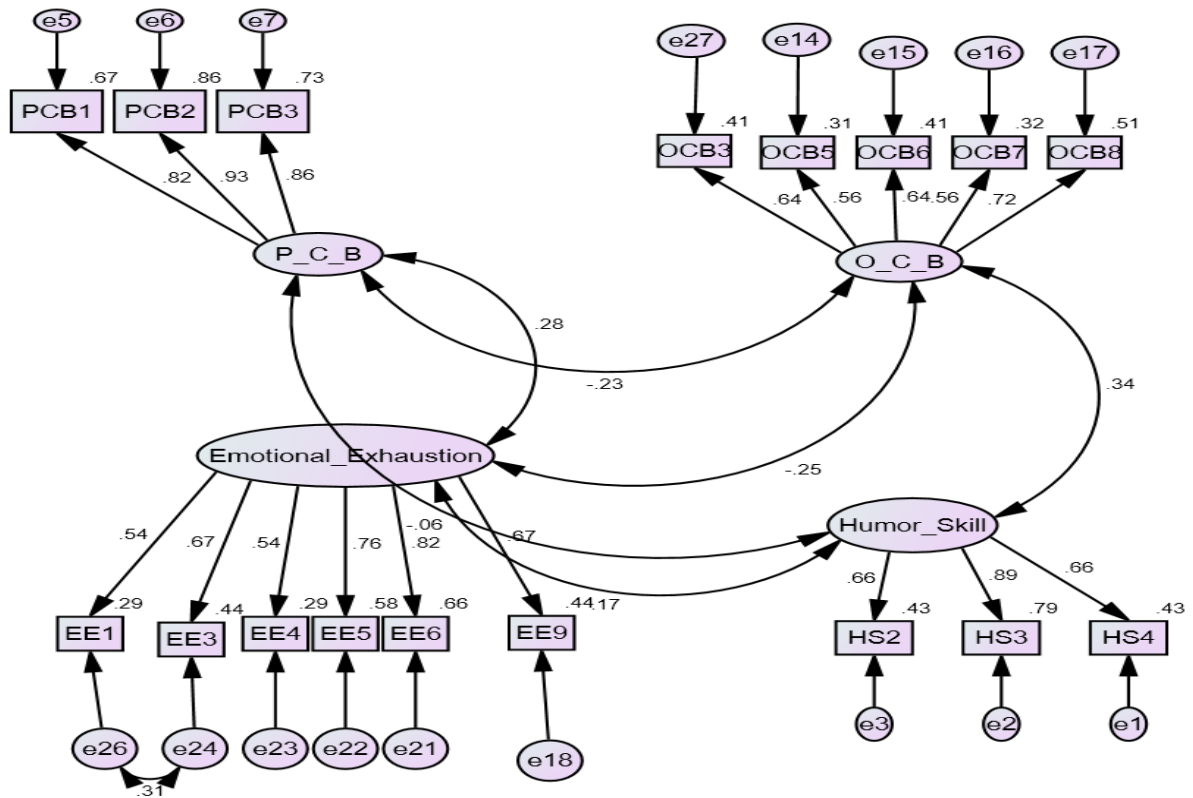 e5 e6 e7 e27 e14 e15 e16 e17
.67 .86 .73 .41 .31 .41 .32 .51
PCB1 PCB2 PCB3 OCB3 OCB5 OCB6 OCB7 OCB8
.82 .93 .86 .64 .56 .64 .56 .72
P_C_B O_C_B
.28
-.23 .34
Emotional_Exhaustion -.25
Humor_Skill
.54 .67 .54 .76 -.06 .82 .67 .66 .89 .66
.29 .44 .29 .58 .66 .44 .17 .43 .79 .43
EE1 EE3 EE4 EE5 EE6 EE9 HS2 HS3 HS4
e26 e24 e23 e22 e21 e18 e3 e2 e1
.31